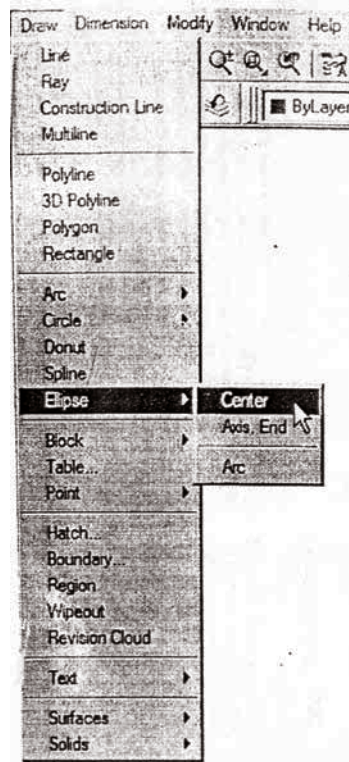 Draw Dimension Modify Window Help
Line
Ray
Construction Line
Multiline
ByLayer
Polyline
3D Polyline
Polygon
Rectangle
Arc
Circle
Donut
Spline
Ellipse
Center
Axis, End
Arc
Block
Table...
Point
Hatch...
Boundary...
Region
Wipeout
Revision Cloud
Text
Surfaces
Solids